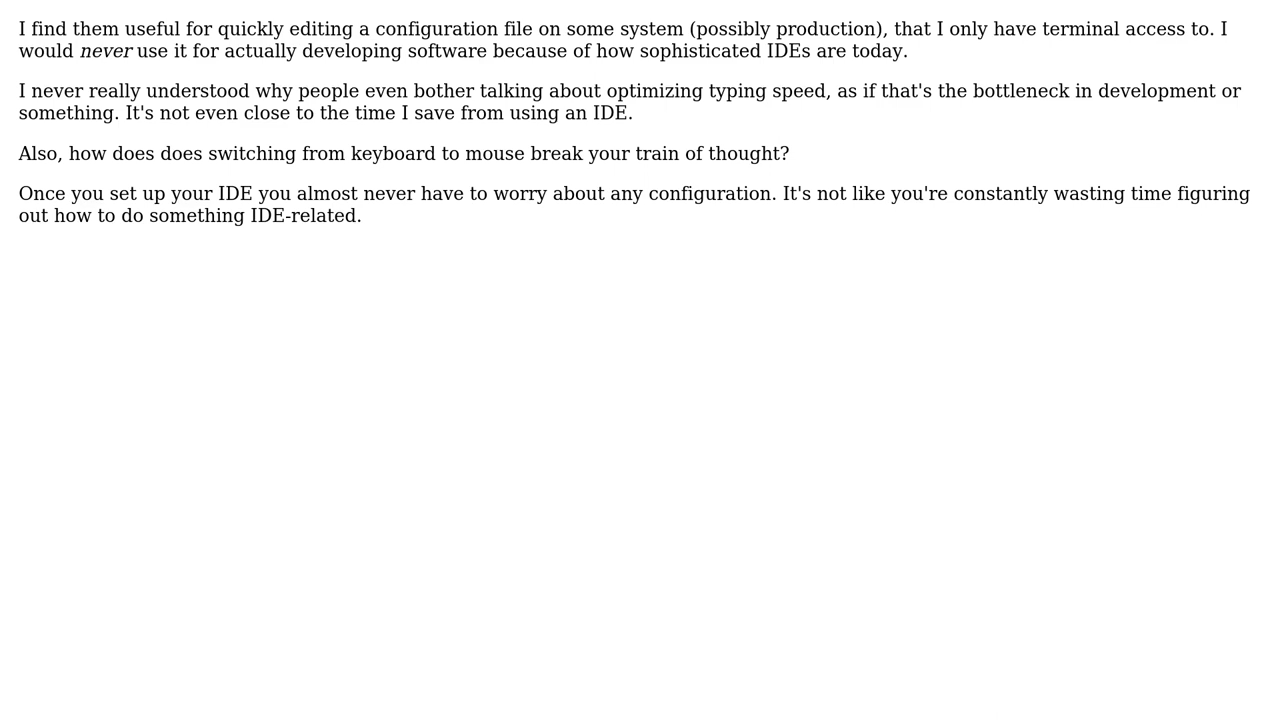 I find them useful for quickly editing a configuration file on some system (possibly production), that I only have terminal access to. I
would never use it for actually developing software because of how sophisticated IDEs are today.
I never really understood why people even bother talking about optimizing typing speed, as if that's the bottleneck in development or
something. It's not even close to the time I save from using an IDE.
Also, how does does switching from keyboard to mouse break your train of thought?
Once you set up your IDE you almost never have to worry about any configuration. It's not like you're constantly wasting time figuring
out how to do something IDE-related.